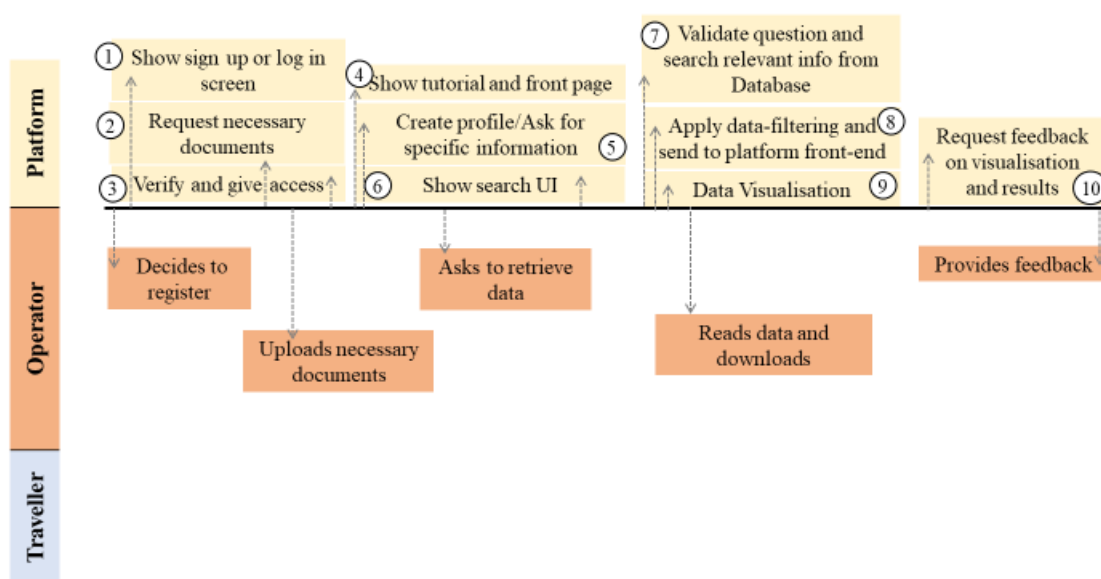 Platform
1
Show sign up or log in
screen
2
Request necessary
documents
3
Verify and give access
4
Show tutorial and front page
Create profile/Ask for
specific information
5
6
Show search UI
7
Validate question and
search relevant info from
Database
Apply data-filtering and
send to platform front-end
8
Data Visualisation
9
Request feedback
on visualisation
and results
10
Operator
Decides to
register
Uploads necessary
documents
Asks to retrieve
data
Reads data and
downloads
Provides feedback
Traveller